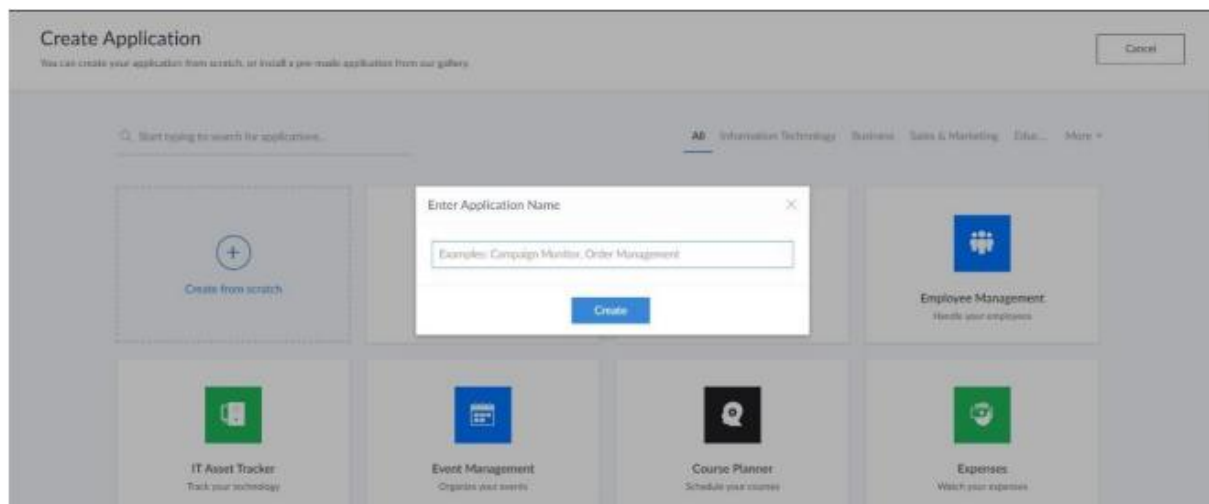 Create Application
You can create your application from scratch, or install a pre-made application from our gallery.
Cancel
Start typing to search for applications...
All Information Technology Business Sales & Marketing Educ... More
Enter Application Name
Examples: Campaign Monitor, Order Management
Create
Create from scratch
Employee Management
Handle your employees
IT Asset Tracker
Track your technology
Event Management
Organize your events
Course Planner
Schedule your courses
Expenses
Watch your expenses